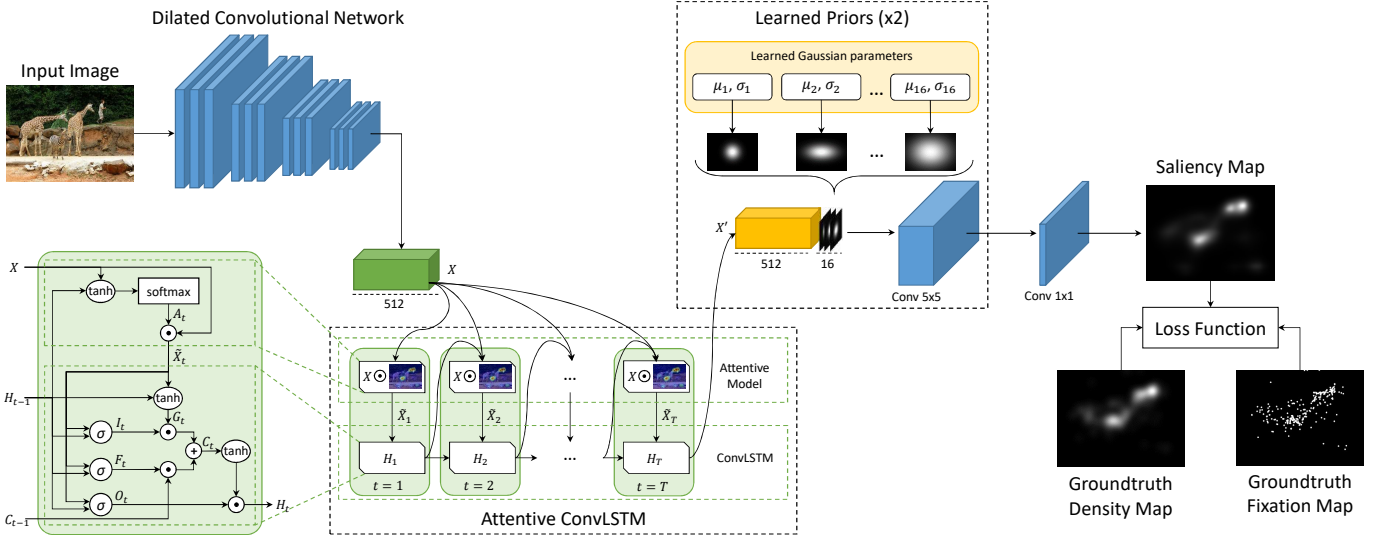 Dilated Convolutional Network
Input Image
Learned Priors (x2)
Learned Gaussian parameters
μ₁, σ₁
μ₂, σ₂
...
μ₁₆, σ₁₆
...
X′
512
16
Conv 5x5
Conv 1x1
Saliency Map
Loss Function
Groundtruth
Density Map
Groundtruth
Fixation Map
X
512
X
tanh
softmax
Aₜ
X̃ₜ
Hₜ₋₁
tanh
Gₜ
σ
Iₜ
Cₜ
tanh
σ
Fₜ
σ
Oₜ
Cₜ₋₁
Hₜ
X
X
...
X
Attentive
Model
X̃₁
X̃₂
X̃_T
H₁
H₂
...
H_T
ConvLSTM
t = 1
t = 2
t = T
Attentive ConvLSTM